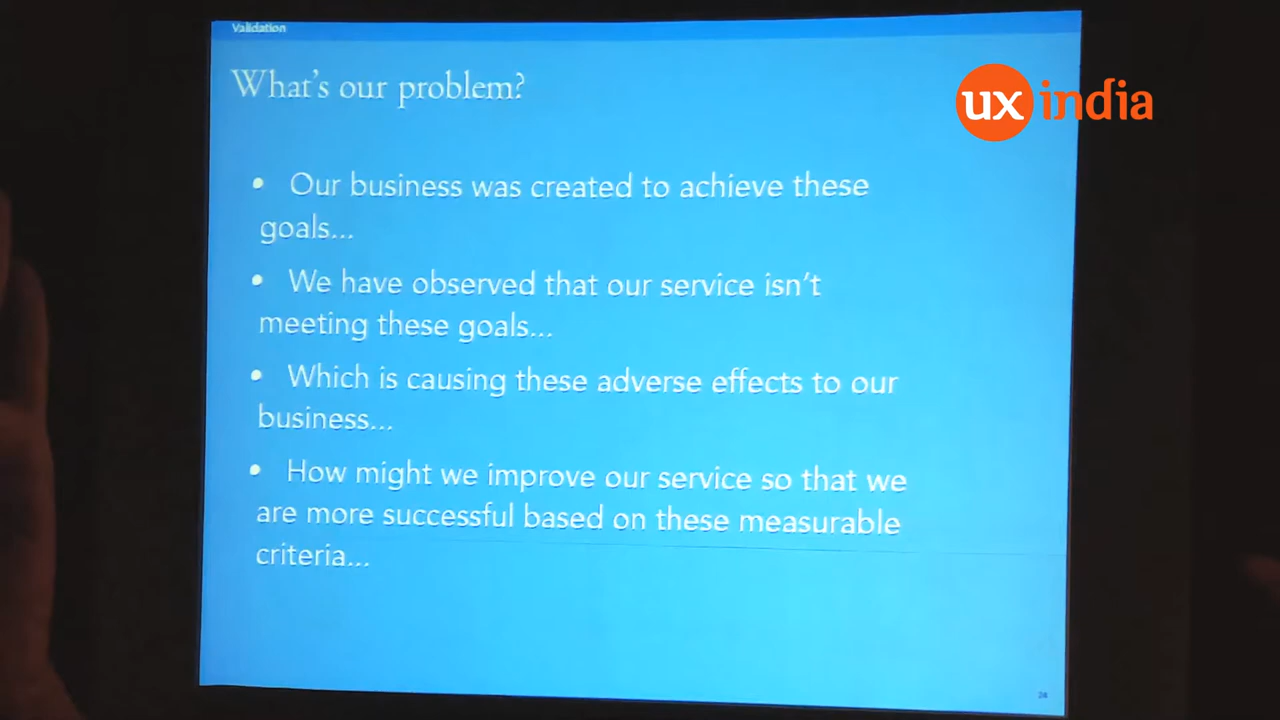 Validation
What's our problem?
ux india
• Our business was created to achieve these
goals...
• We have observed that our service isn't
meeting these goals...
• Which is causing these adverse effects to our
business...
• How might we improve our service so that we
are more successful based on these measurable
criteria...